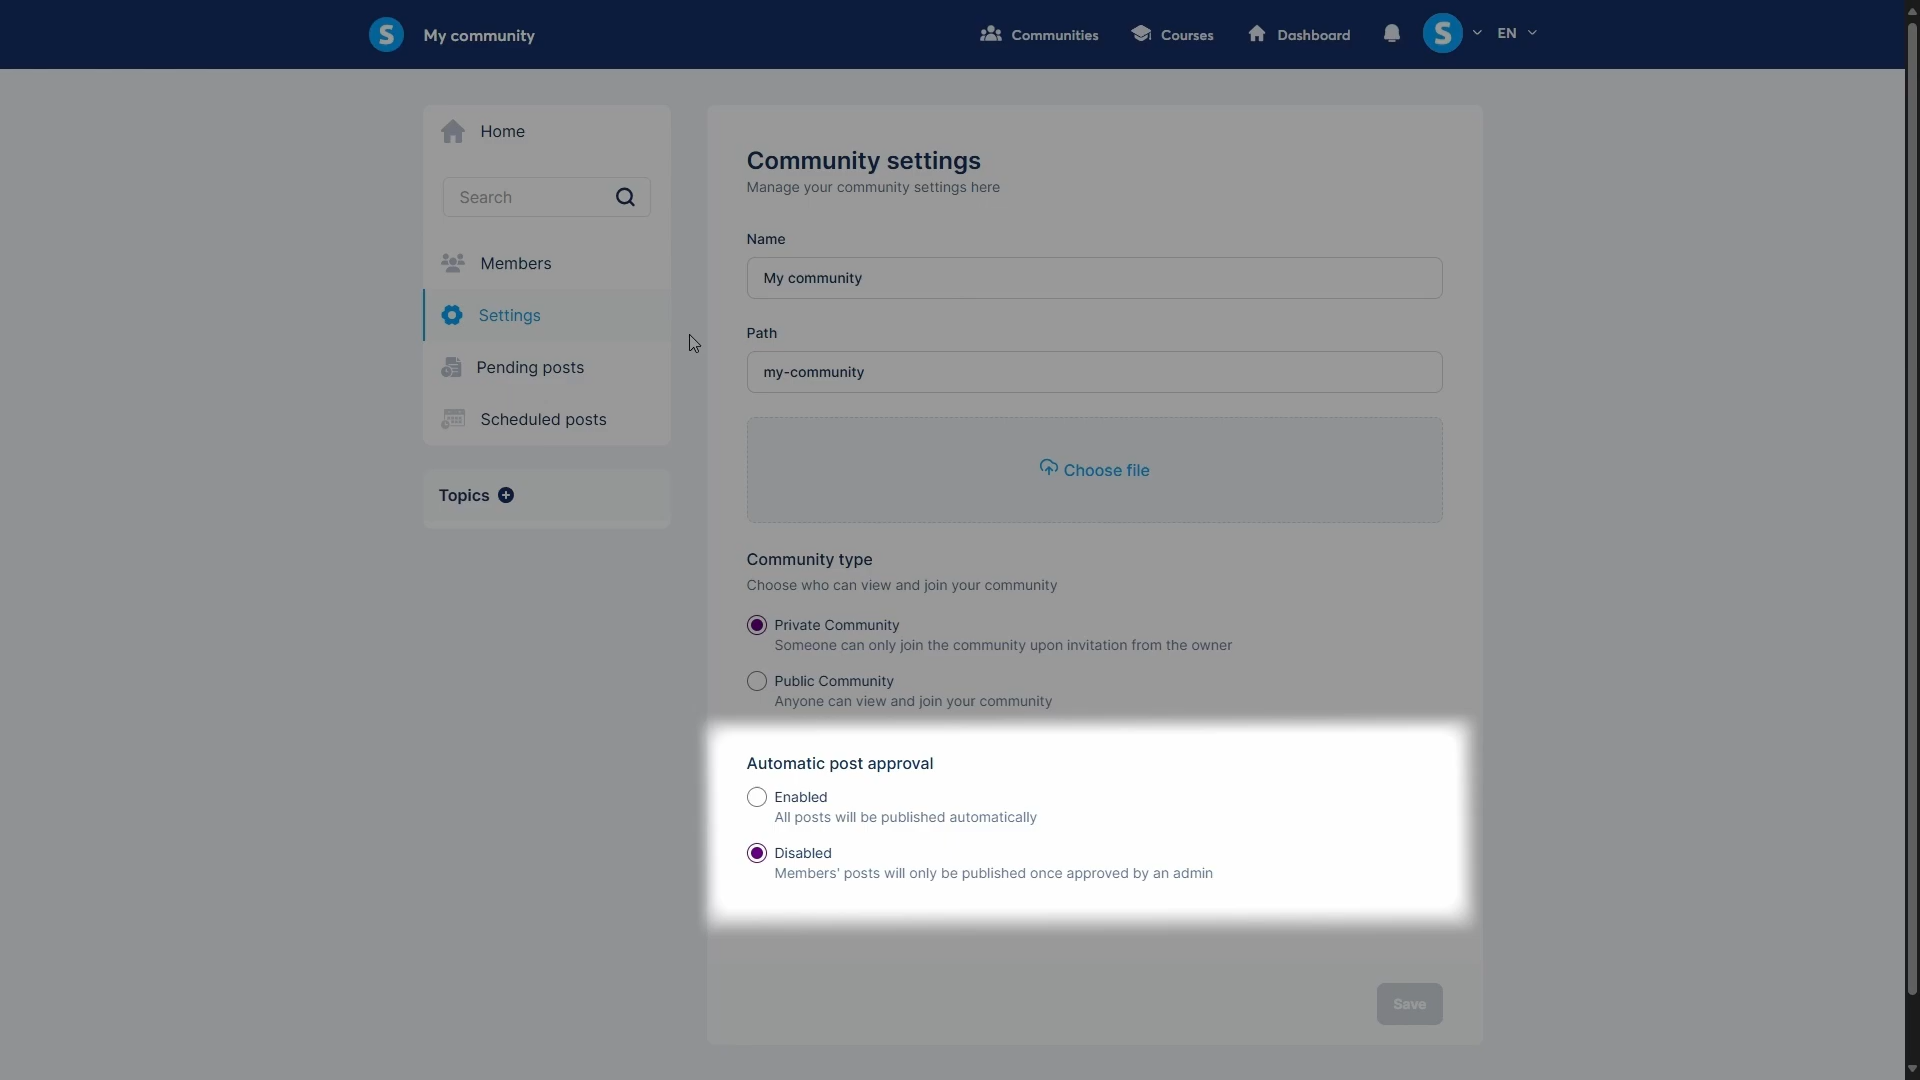 S My community
Communities
Courses
Dashboard
S
EN
Home
Search
Members
Settings
Pending posts
Scheduled posts
Topics
Community settings
Manage your community settings here
Name
My community
Path
my-community
Choose file
Community type
Choose who can view and join your community
Private Community
Someone can only join the community upon invitation from the owner
Public Community
Anyone can view and join your community
Automatic post approval
Enabled
All posts will be published automatically
Disabled
Members' posts will only be published once approved by an admin
Save